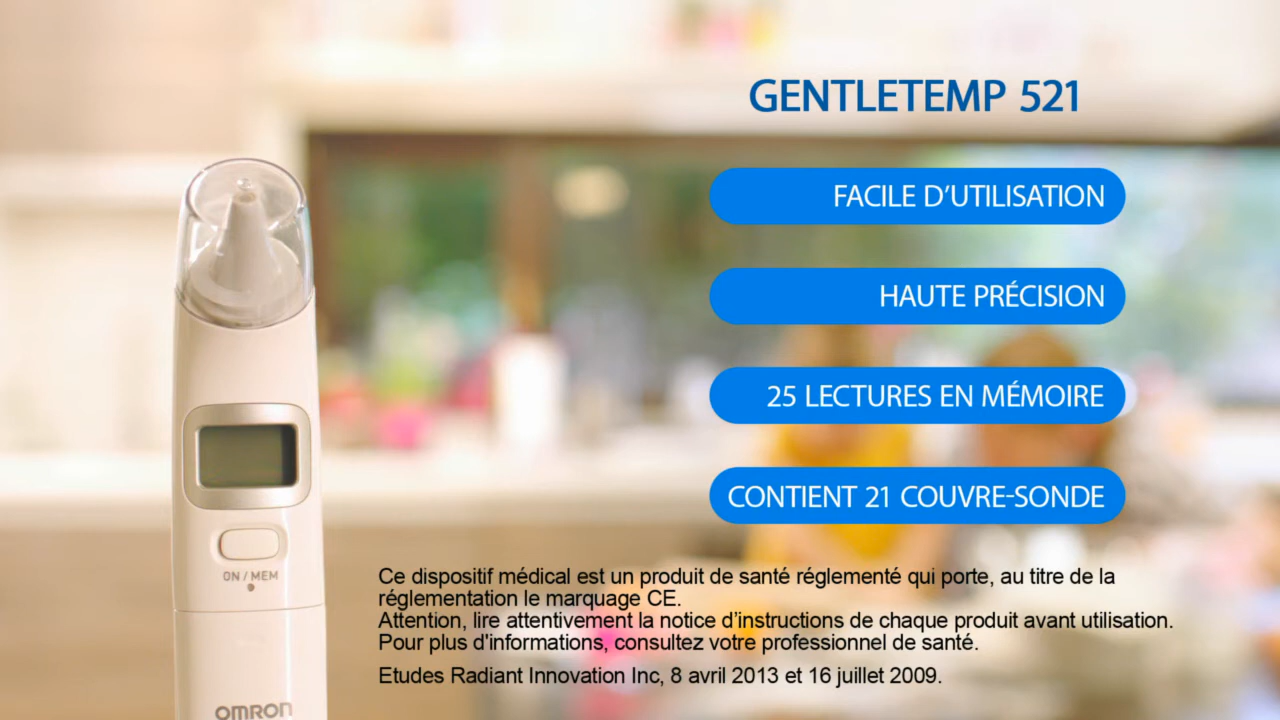 GENTLETEMP 521
FACILE D'UTILISATION
HAUTE PRÉCISION
25 LECTURES EN MÉMOIRE
CONTIENT 21 COUVRE-SONDE
ON / MEM
Ce dispositif médical est un produit de santé réglementé qui porte, au titre de la
réglementation le marquage CE.
Attention, lire attentivement la notice d'instructions de chaque produit avant utilisation.
Pour plus d'informations, consultez votre professionnel de santé.
Etudes Radiant Innovation Inc, 8 avril 2013 et 16 juillet 2009.
OMRON